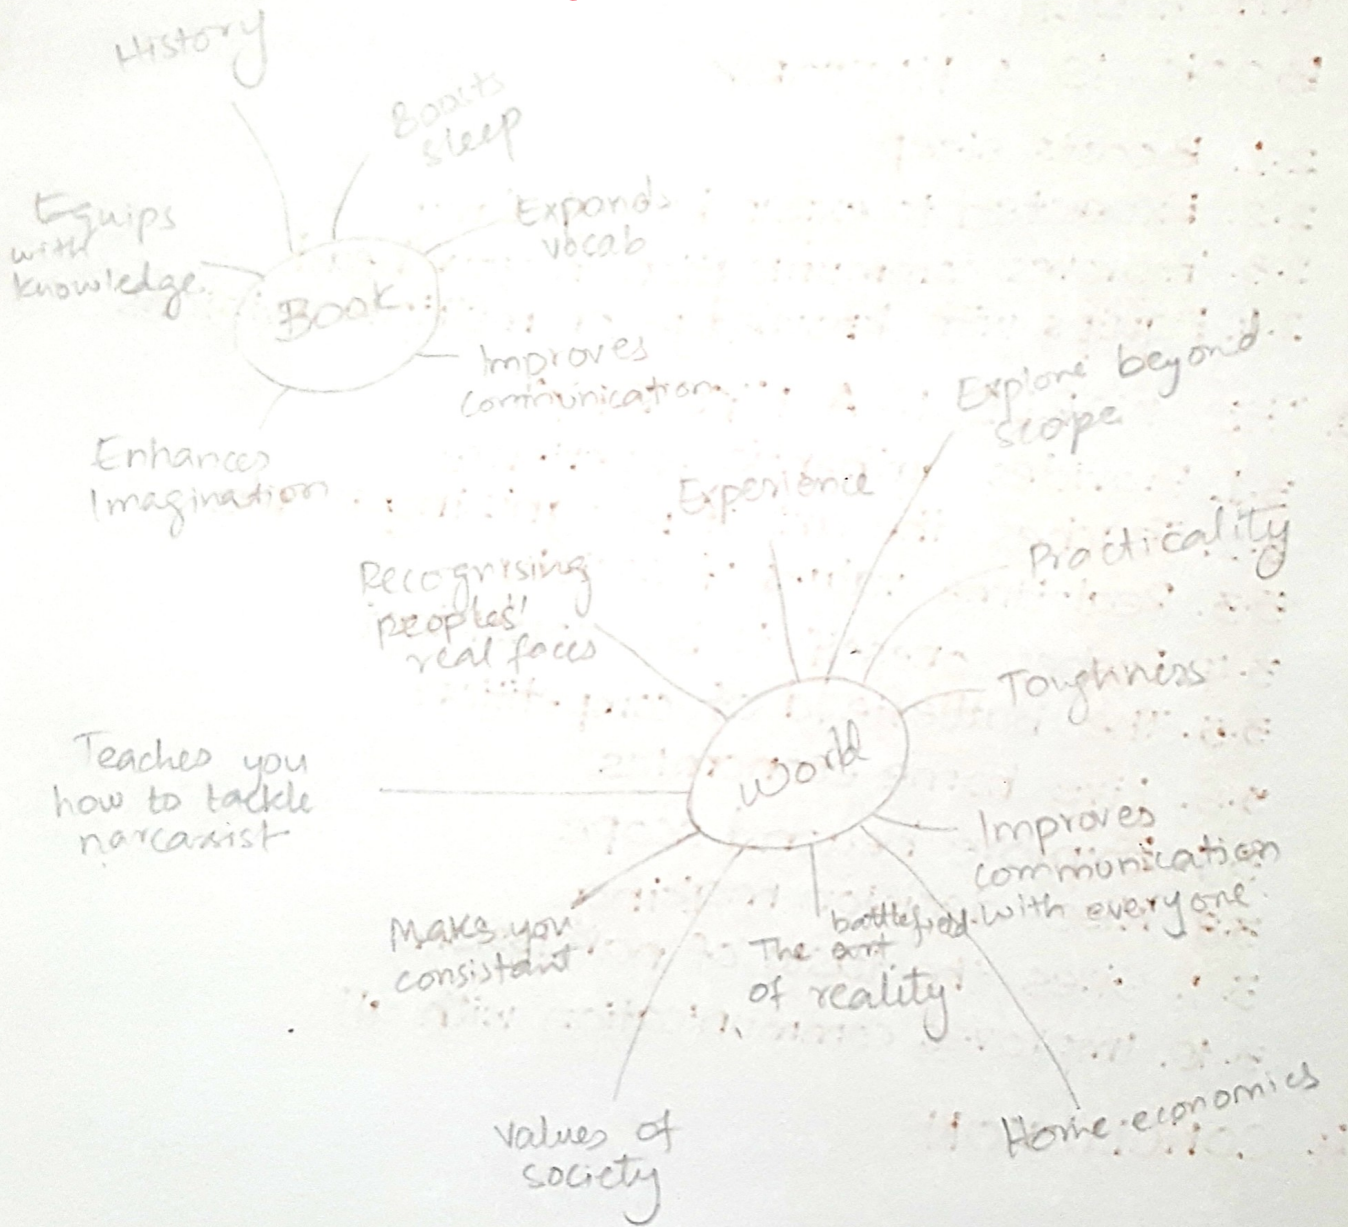 History
Boosts
sleep
Equips
with
knowledge.
Expands
vocab
Book
Improves
communication
Enhances
Imagination
Explore beyond
scope
Experience
Practicality
Recognising
peoples'
real faces
Toughness
World
Teaches you
how to tackle
narcasist
Improves
communication
with everyone
Makes you
consistant
battlefield
The art
of reality
Home economics
values of
society